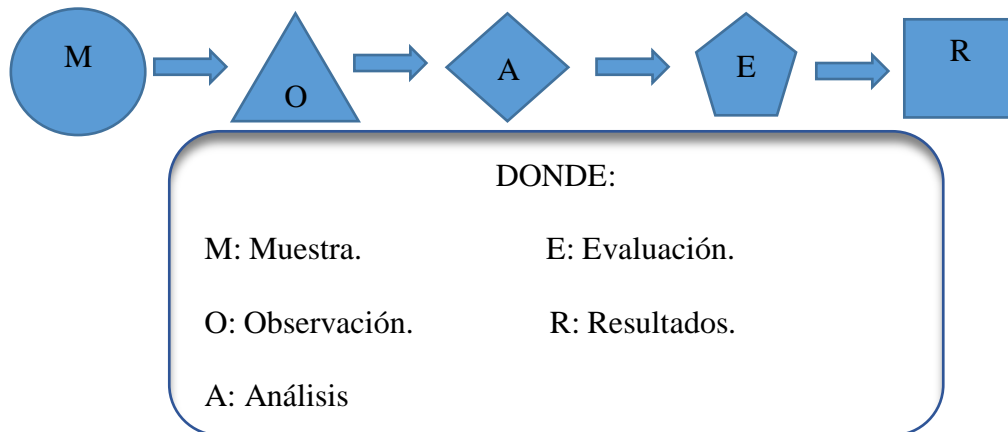 M O A E R
DONDE:
M: Muestra. E: Evaluación.
O: Observación. R: Resultados.
A: Análisis